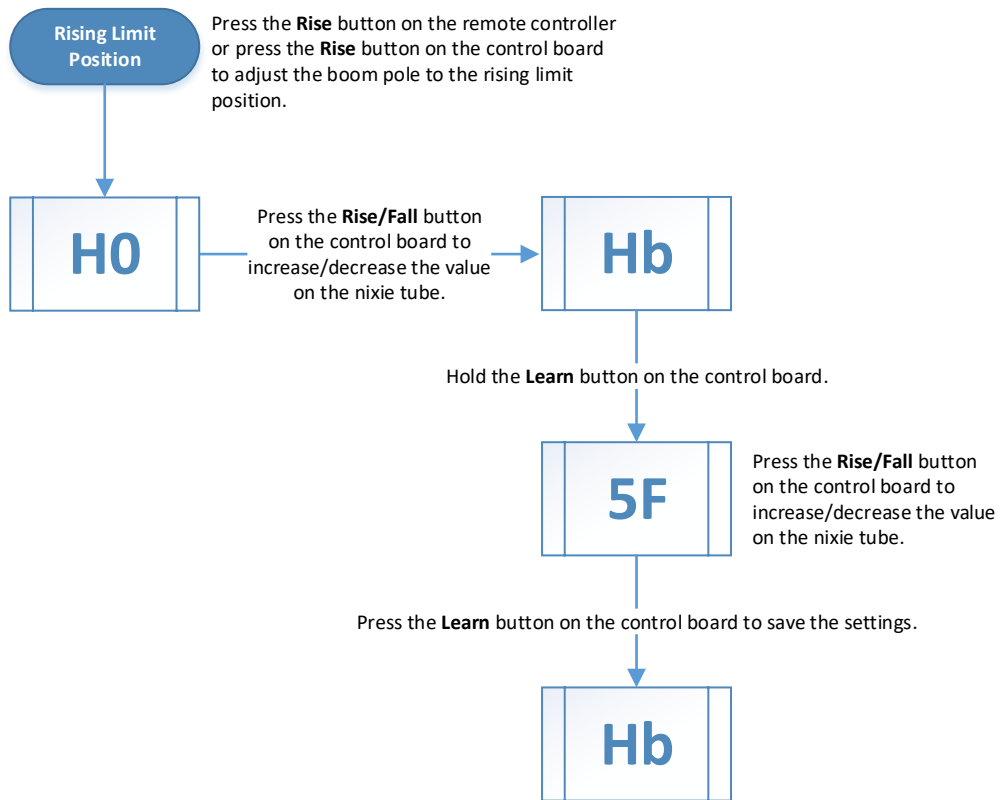 Rising Limit
Position
Press the Rise button on the remote controller
or press the Rise button on the control board
to adjust the boom pole to the rising limit
position.
H0
Press the Rise/Fall button
on the control board to
increase/decrease the value
on the nixie tube.
Hb
Hold the Learn button on the control board.
5F
Press the Rise/Fall button
on the control board to
increase/decrease the value
on the nixie tube.
Press the Learn button on the control board to save the settings.
Hb